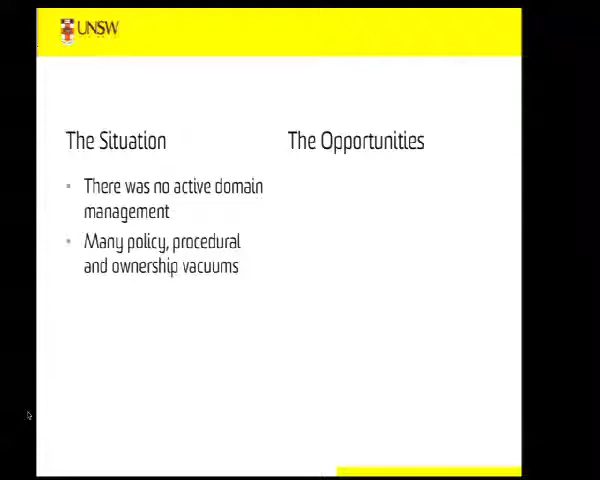 UNSW
The Situation
The Opportunities
There was no active domain
management
Many policy, procedural
and ownership vacuums